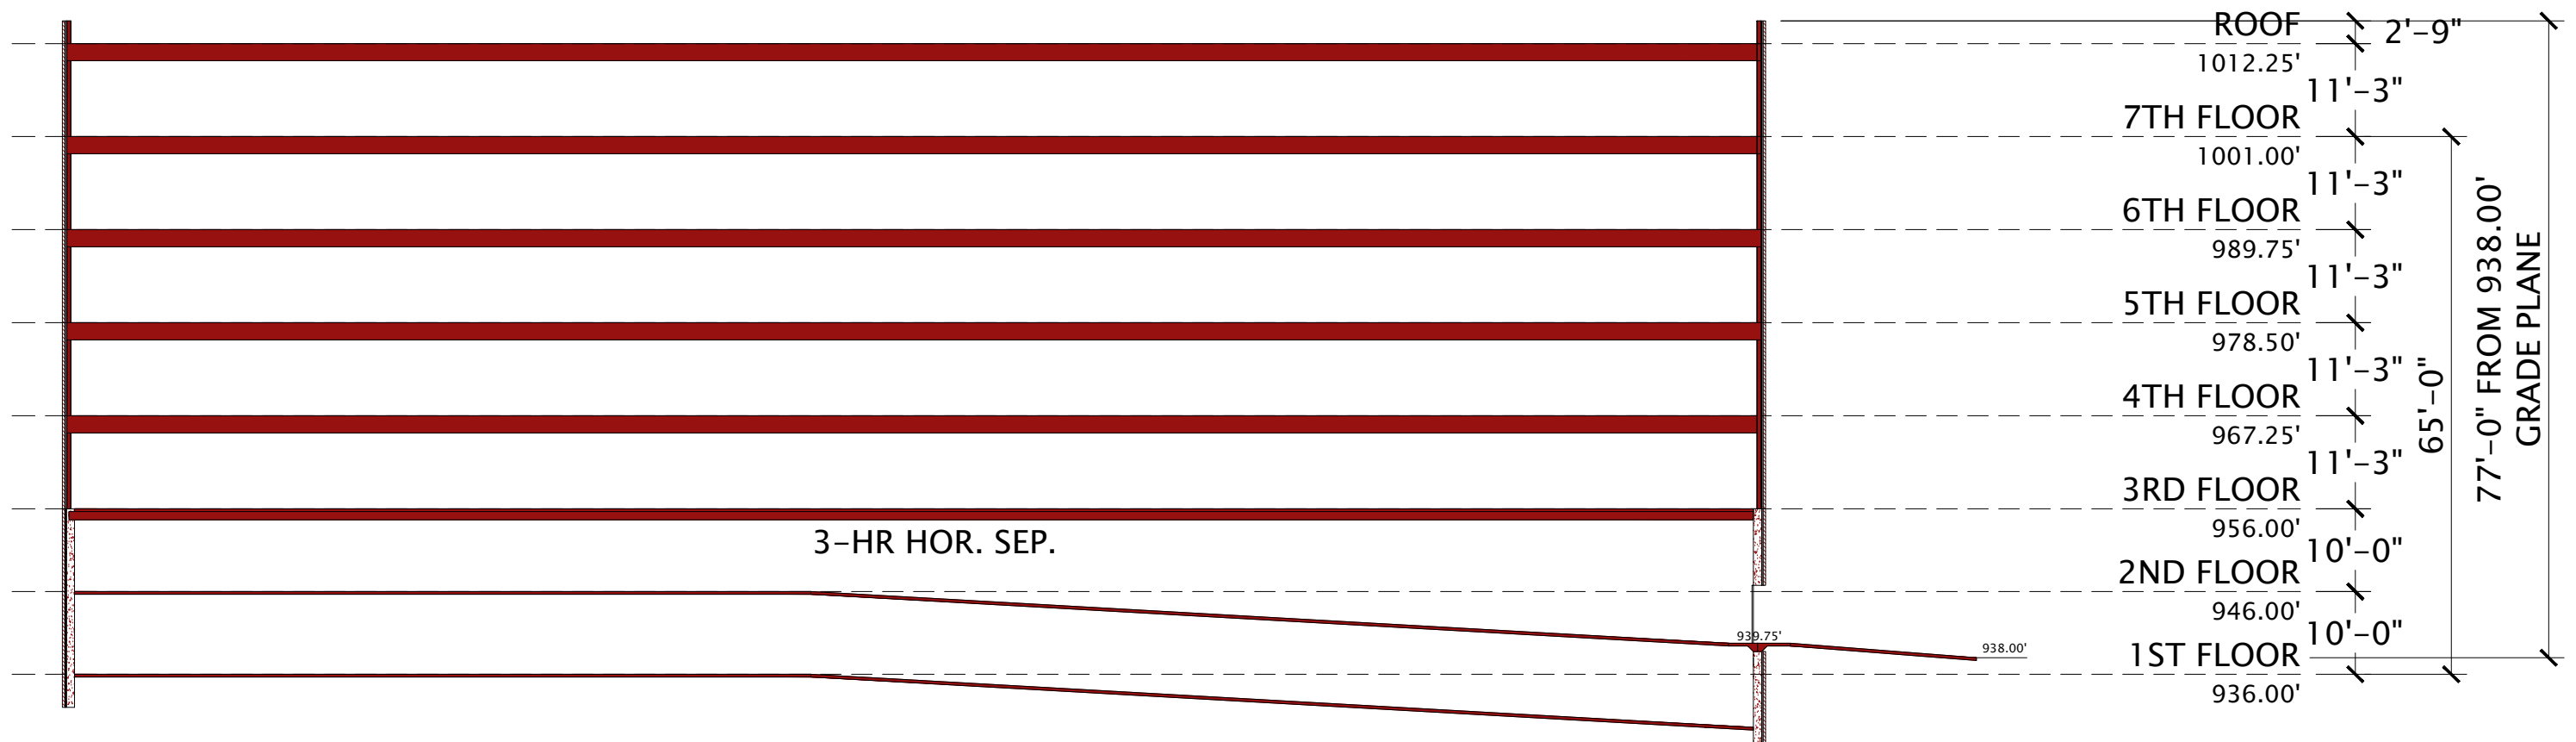 ROOF
2'-9"
1012.25'
11'-3"
7TH FLOOR
1001.00'
11'-3"
6TH FLOOR
989.75'
11'-3"
5TH FLOOR
978.50'
11'-3"
4TH FLOOR
967.25'
11'-3"
3RD FLOOR
956.00'
3-HR HOR. SEP.
10'-0"
2ND FLOOR
946.00'
939.75'
938.00'
10'-0"
1ST FLOOR
936.00'
65'-0"
77'-0" FROM 938.00'
GRADE PLANE